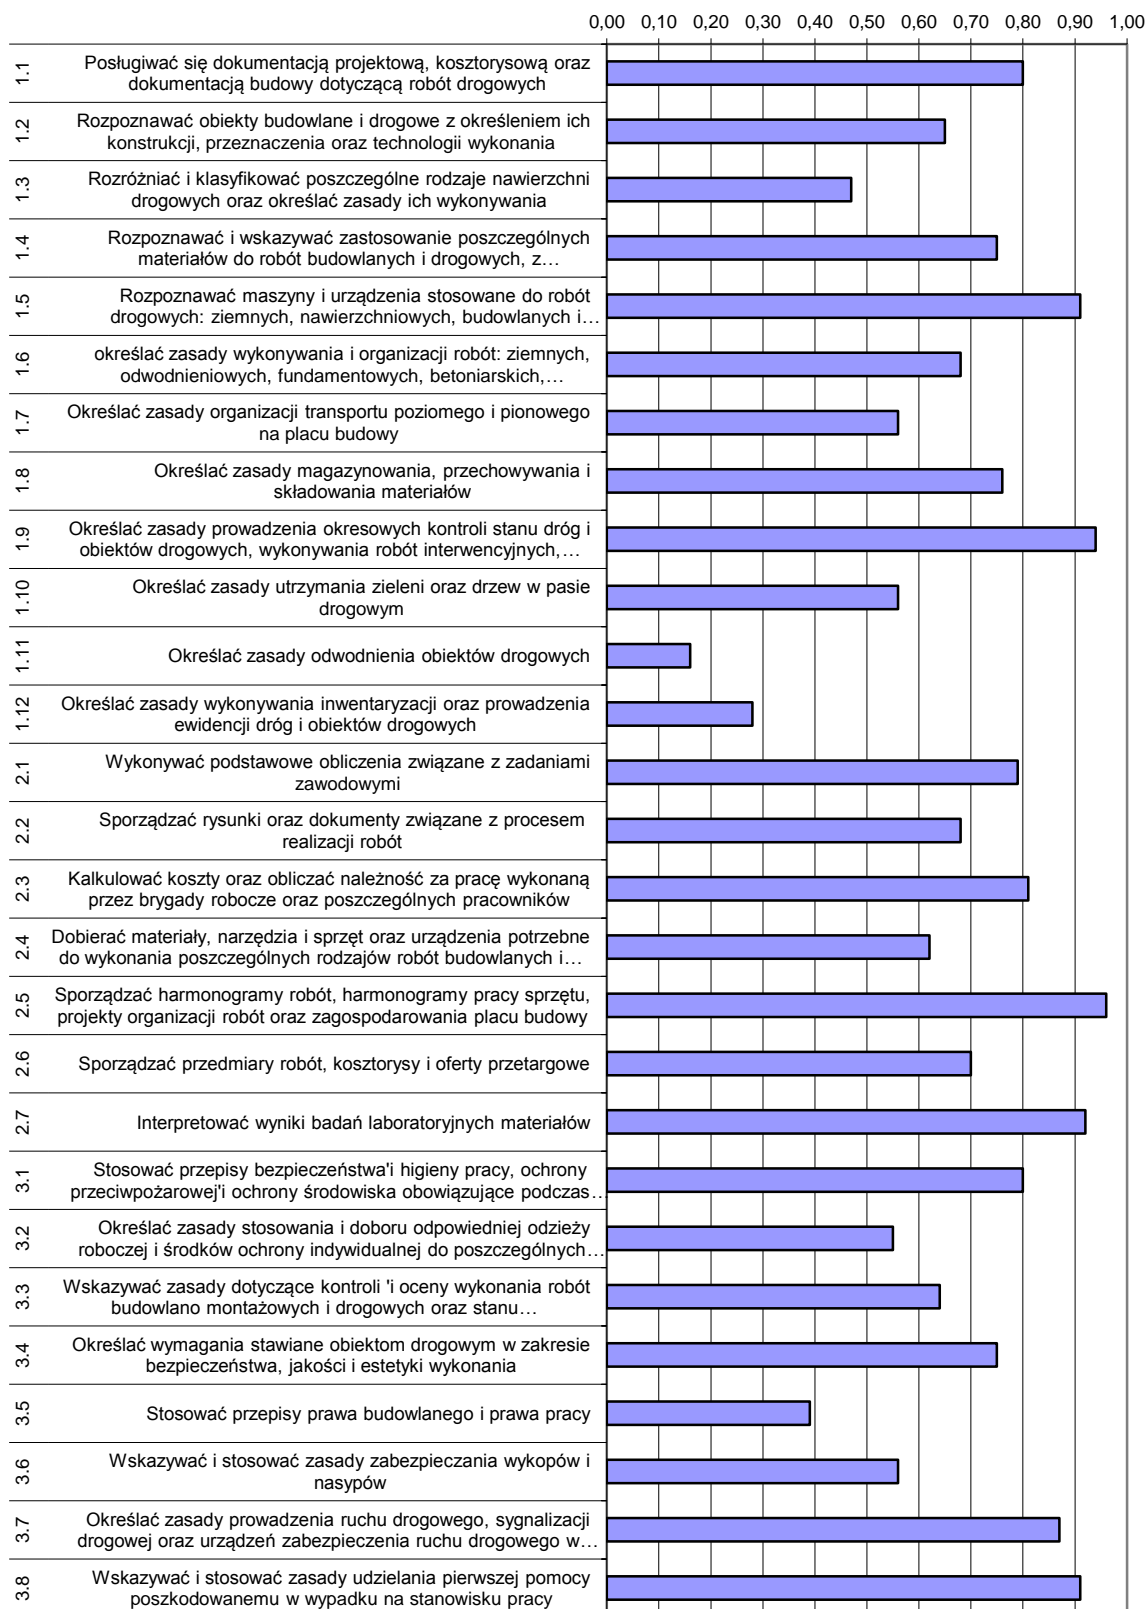 0,00 0,10 0,20 0,30 0,40 0,50 0,60 0,70 0,80 0,90 1,00
1.1
Posługiwać się dokumentacją projektową, kosztorysową oraz
dokumentacją budowy dotyczącą robót drogowych
1.2
Rozpoznawać obiekty budowlane i drogowe z określeniem ich
konstrukcji, przeznaczenia oraz technologii wykonania
1.3
Rozróżniać i klasyfikować poszczególne rodzaje nawierzchni
drogowych oraz określać zasady ich wykonywania
1.4
Rozpoznawać i wskazywać zastosowanie poszczególnych
materiałów do robót budowlanych i drogowych, z…
1.5
Rozpoznawać maszyny i urządzenia stosowane do robót
drogowych: ziemnych, nawierzchniowych, budowlanych i…
1.6
określać zasady wykonywania i organizacji robót: ziemnych,
odwodnieniowych, fundamentowych, betoniarskich,…
1.7
Określać zasady organizacji transportu poziomego i pionowego
na placu budowy
1.8
Określać zasady magazynowania, przechowywania i
składowania materiałów
1.9
Określać zasady prowadzenia okresowych kontroli stanu dróg i
obiektów drogowych, wykonywania robót interwencyjnych,…
1.10
Określać zasady utrzymania zieleni oraz drzew w pasie
drogowym
1.11
Określać zasady odwodnienia obiektów drogowych
1.12
Określać zasady wykonywania inwentaryzacji oraz prowadzenia
ewidencji dróg i obiektów drogowych
2.1
Wykonywać podstawowe obliczenia związane z zadaniami
zawodowymi
2.2
Sporządzać rysunki oraz dokumenty związane z procesem
realizacji robót
2.3
Kalkulować koszty oraz obliczać należność za pracę wykonaną
przez brygady robocze oraz poszczególnych pracowników
2.4
Dobierać materiały, narzędzia i sprzęt oraz urządzenia potrzebne
do wykonania poszczególnych rodzajów robót budowlanych i…
2.5
Sporządzać harmonogramy robót, harmonogramy pracy sprzętu,
projekty organizacji robót oraz zagospodarowania placu budowy
2.6
Sporządzać przedmiary robót, kosztorysy i oferty przetargowe
2.7
Interpretować wyniki badań laboratoryjnych materiałów
3.1
Stosować przepisy bezpieczeństwa'i higieny pracy, ochrony
przeciwpożarowej'i ochrony środowiska obowiązujące podczas…
3.2
Określać zasady stosowania i doboru odpowiedniej odzieży
roboczej i środków ochrony indywidualnej do poszczególnych…
3.3
Wskazywać zasady dotyczące kontroli 'i oceny wykonania robót
budowlano montażowych i drogowych oraz stanu…
3.4
Określać wymagania stawiane obiektom drogowym w zakresie
bezpieczeństwa, jakości i estetyki wykonania
3.5
Stosować przepisy prawa budowlanego i prawa pracy
3.6
Wskazywać i stosować zasady zabezpieczania wykopów i
nasypów
3.7
Określać zasady prowadzenia ruchu drogowego, sygnalizacji
drogowej oraz urządzeń zabezpieczenia ruchu drogowego w…
3.8
Wskazywać i stosować zasady udzielania pierwszej pomocy
poszkodowanemu w wypadku na stanowisku pracy